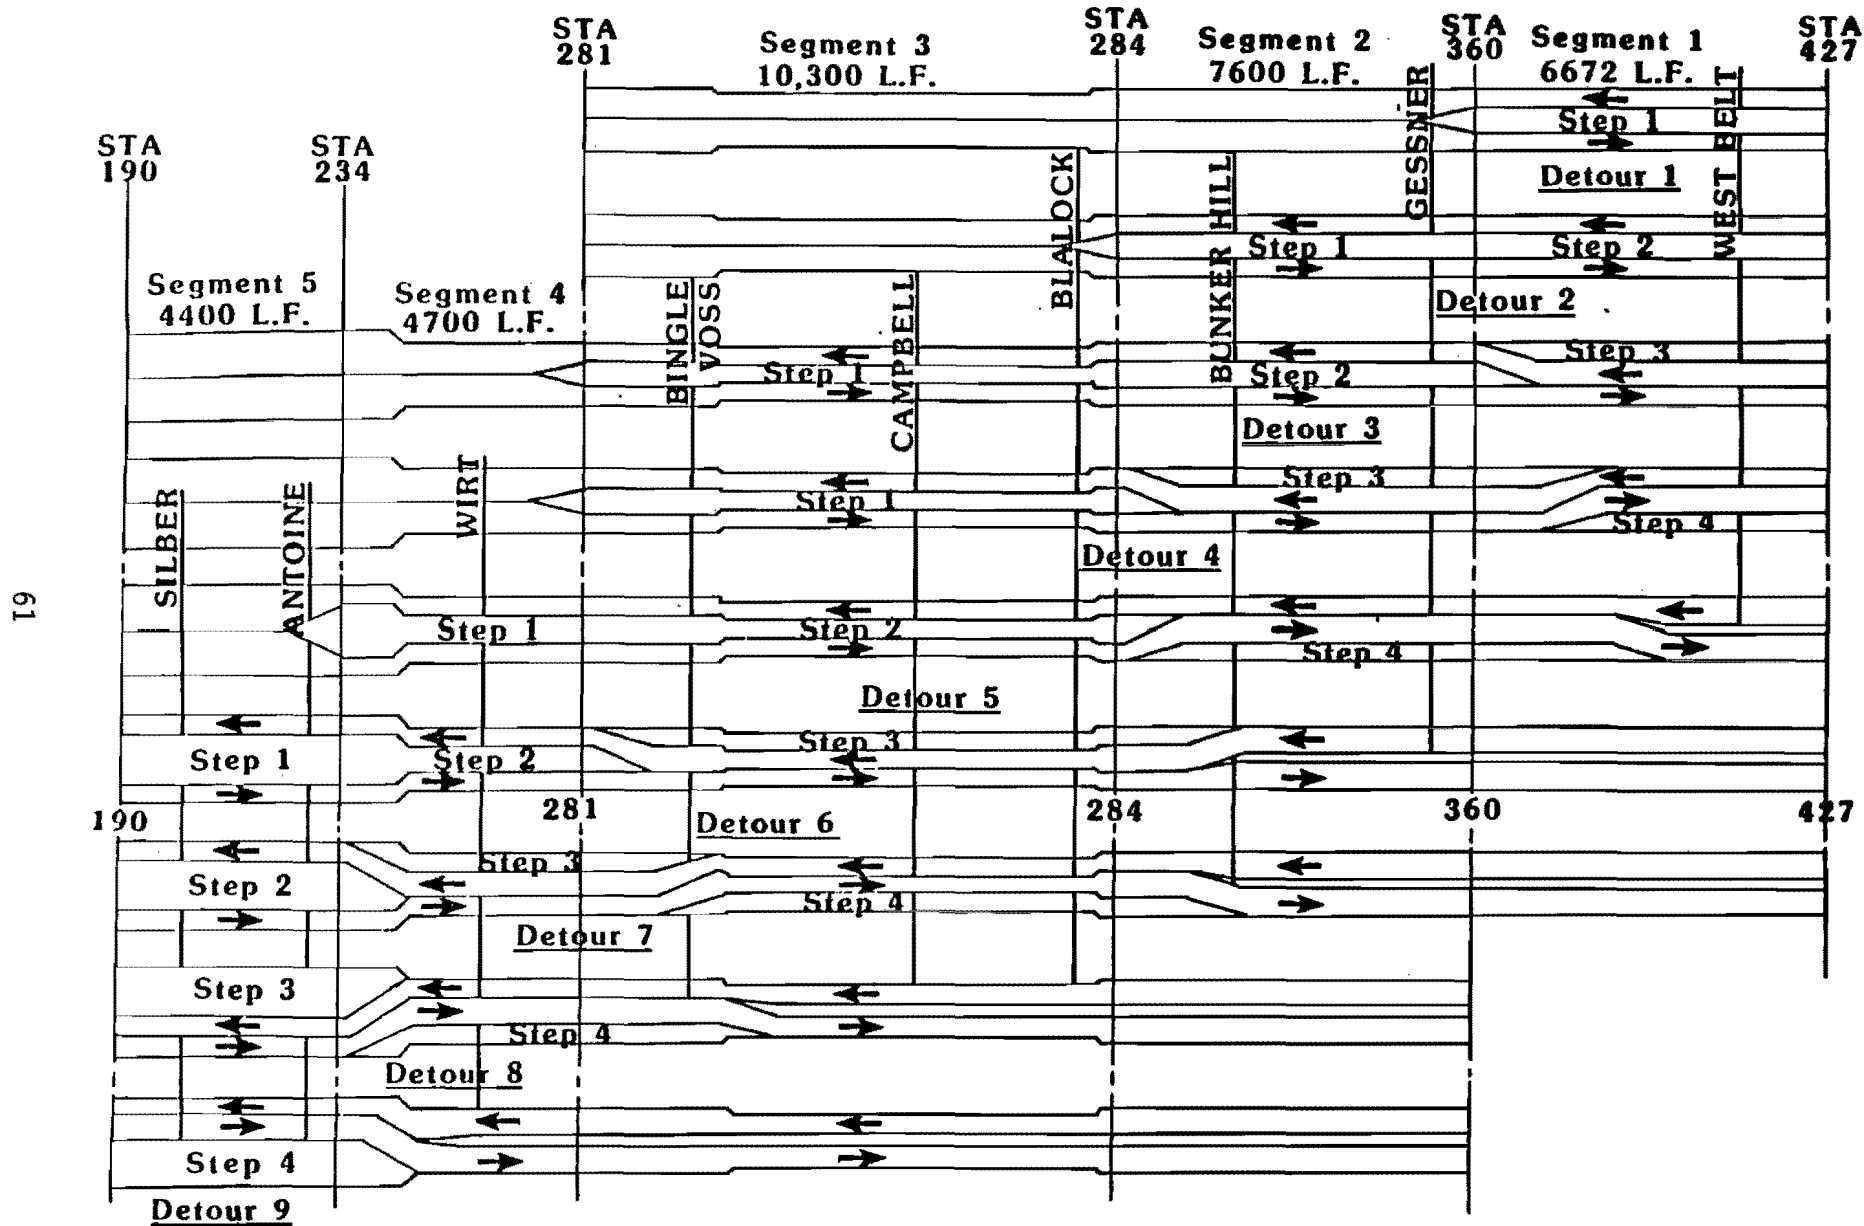 STA
281
Segment 3
10,300 L.F.
STA
284
Segment 2
7600 L.F.
STA
360
Segment 1
6672 L.F.
STA
427
GESSNER
WEST BELT
Step 1
Detour 1
STA
190
STA
234
BLALOCK
BUNKER HILL
Step 1
Step 2
Detour 2
Segment 5
4400 L.F.
Segment 4
4700 L.F.
BINGLE
VOSS
CAMPBELL
Step 1
Step 2
Step 3
Detour 3
SILBER
ANTOINE
WIRT
Step 1
Step 3
Step 4
Detour 4
61
Step 1
Step 2
Step 4
Detour 5
Step 1
Step 2
Step 3
190
281
284
360
427
Detour 6
Step 2
Step 3
Step 4
Detour 7
Step 3
Step 4
Detour 8
Step 4
Detour 9